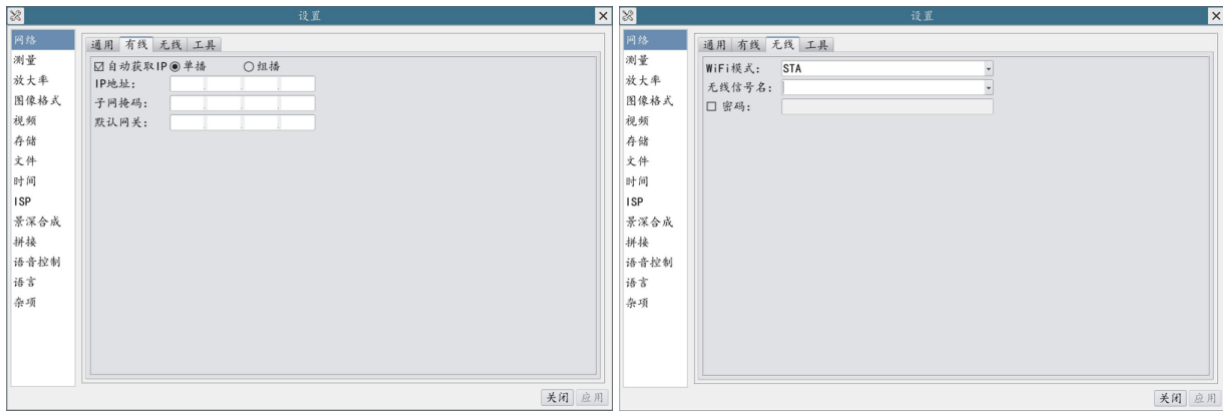 设置
网络
测量
放大率
图像格式
视频
存储
文件
时间
ISP
景深合成
拼接
语音控制
语言
杂项
通用 有线 无线 工具
自动获取IP 单播 组播
IP地址:
子网掩码:
默认网关:
关闭 应用
设置
网络
测量
放大率
图像格式
视频
存储
文件
时间
ISP
景深合成
拼接
语音控制
语言
杂项
通用 有线 无线 工具
WiFi模式: STA
无线信号名:
密码:
关闭 应用